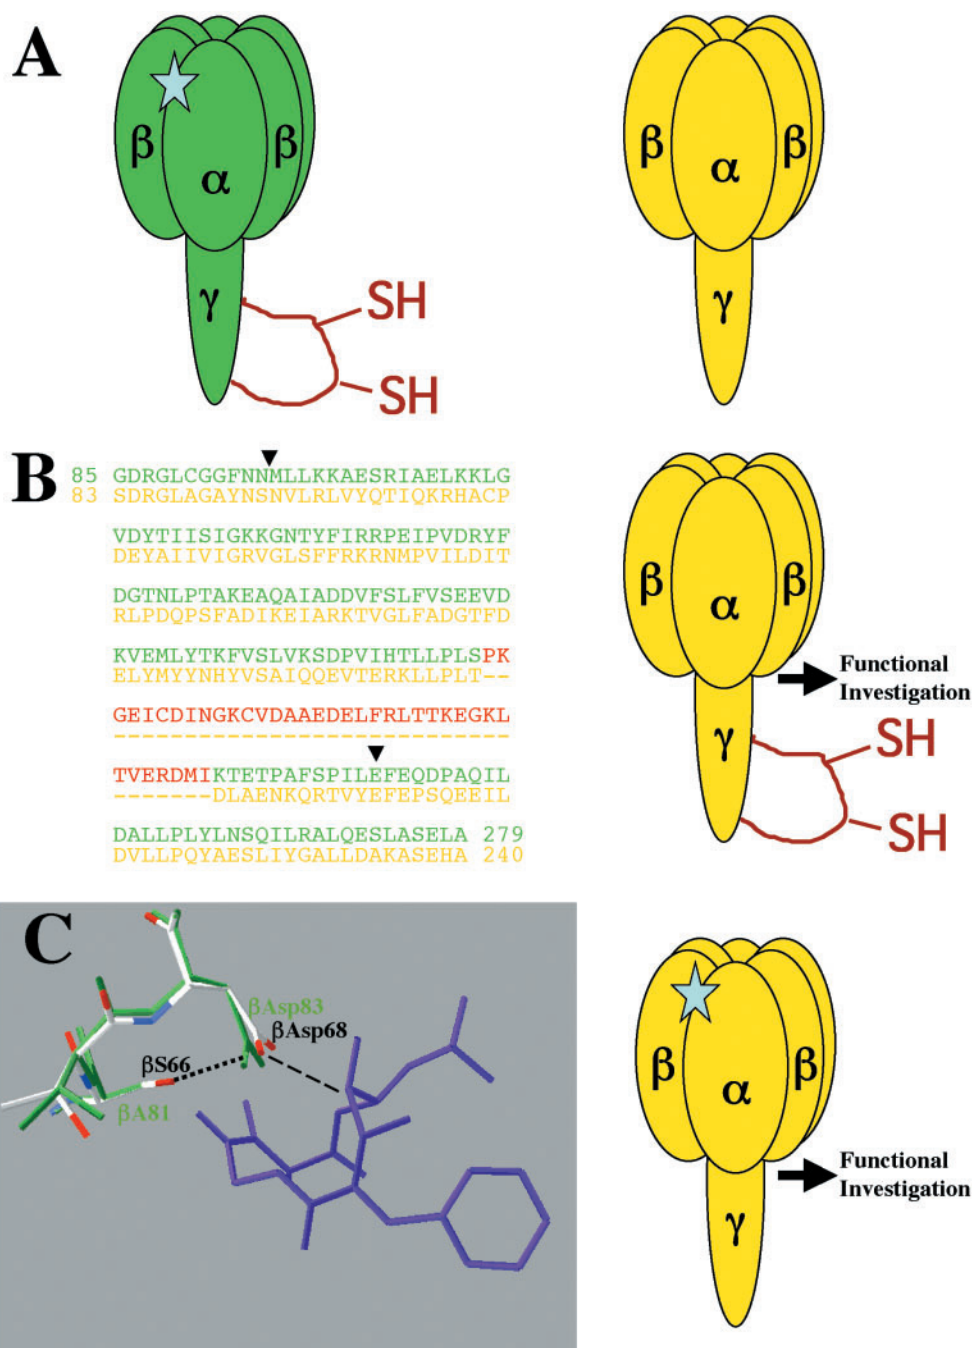 A
β
β
α
γ
SH
SH
β
β
α
γ
B
85 GDRGLCGGFNNMLLKKAESRIAELKKLG
83 SDRGLAGAYNSNVLRLVYQTIQKRHACP
VDYTIISIGKKGNTYFIRRPEIPVDRYF
DEYAIIVIGRVGLSFFRKRNMPVILDIT
DGTNLPTAKEAQAIADDVFSLFVSEEVD
RLPDQPSFADIKEIARKTVGLFADGTFD
KVEMLYTKFVSLVKSDPVIHTLLPLSPK
ELYMYYNHYVSAIQQEVTERKLLPLT--
GEICDINGKCVDAAEDELFRLTTKEGKL
----------------------------
TVERDMIKTETPAFSPILEFEQDPAQIL
-------DLAENKQRTVYEFEPSQEEIL
DALLPLYLNSQILRALQESLASELA 279
DVLLPQYAESLIYGALLDAKASEHA 240
β
β
α
γ
Functional
Investigation
SH
SH
C
βAsp83
βAsp68
βS66
βA81
β
β
α
γ
Functional
Investigation